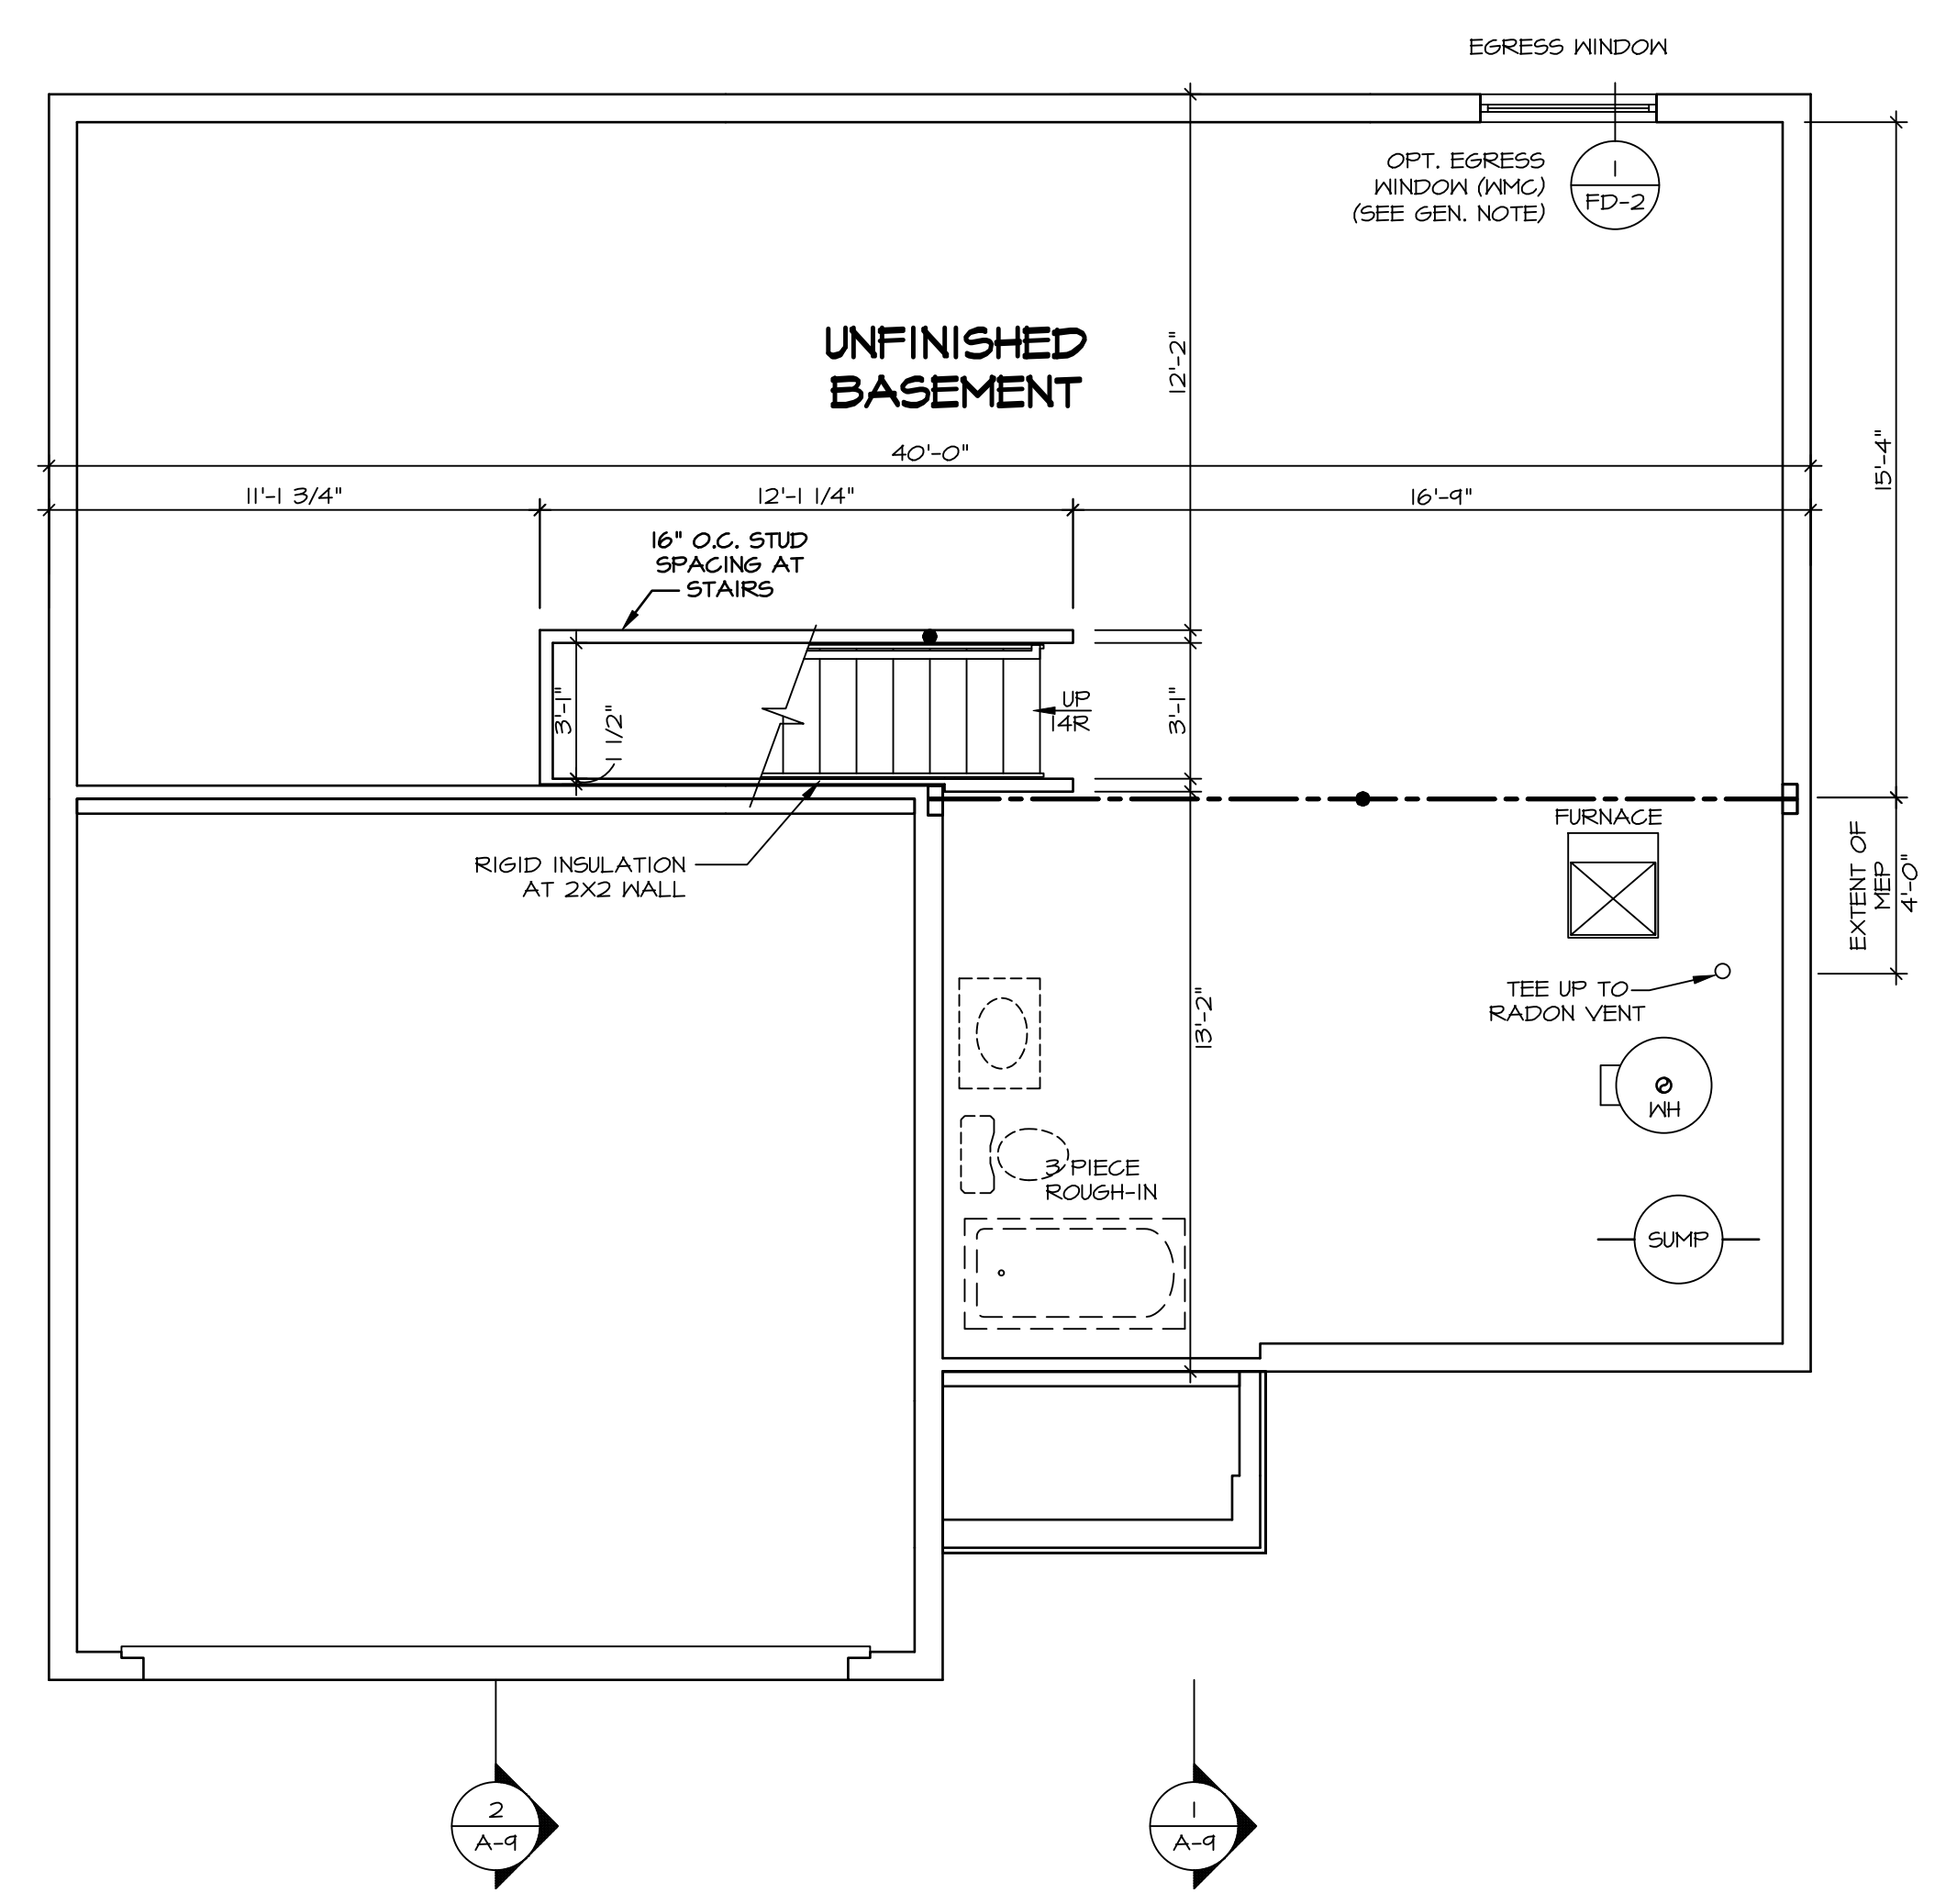 EGRESS WINDOW
OPT. EGRESS
WINDOW (WMC)
(SEE GEN. NOTE)
1
FD-2
UNFINISHED
BASEMENT
12'-2"
15'-4"
40'-0"
11'-1 3/4"
12'-1 1/4"
16'-9"
16" O.C. STUD
SPACING AT
STAIRS
3'-1"
1 1/2"
UP
14R
3'-1"
RIGID INSULATION
AT 2X2 WALL
FURNACE
EXTENT OF
MEP
4'-0"
TEE UP TO
RADON VENT
13'-2"
WH
3 PIECE
ROUGH-IN
SUMP
2
A-9
1
A-9